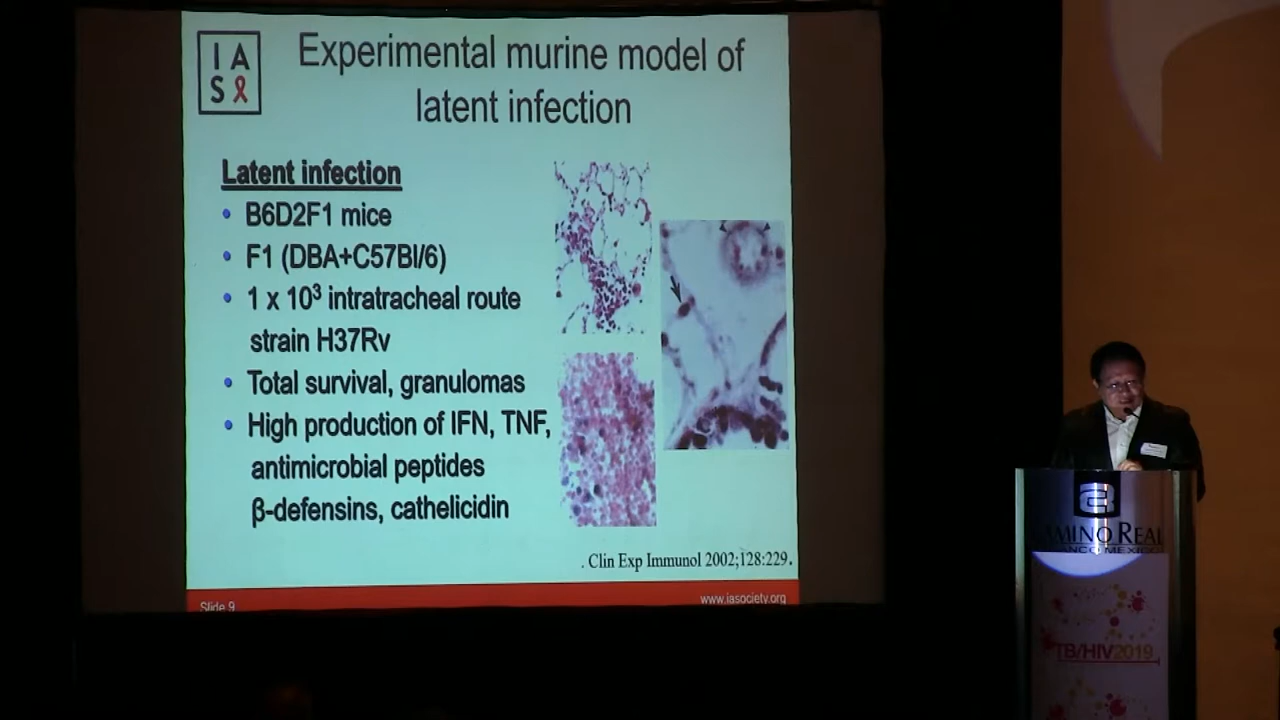 I A
S
Experimental murine model of
latent infection
Latent infection
• B6D2F1 mice
• F1 (DBA+C57Bl/6)
• 1 x 10³ intratracheal route
strain H37Rv
• Total survival, granulomas
• High production of IFN, TNF,
antimicrobial peptides
β-defensins, cathelicidin
. Clin Exp Immunol 2002;128:229.
Slide 9
www.iasociety.org
REAL
MEXICO
TB/HIV2019